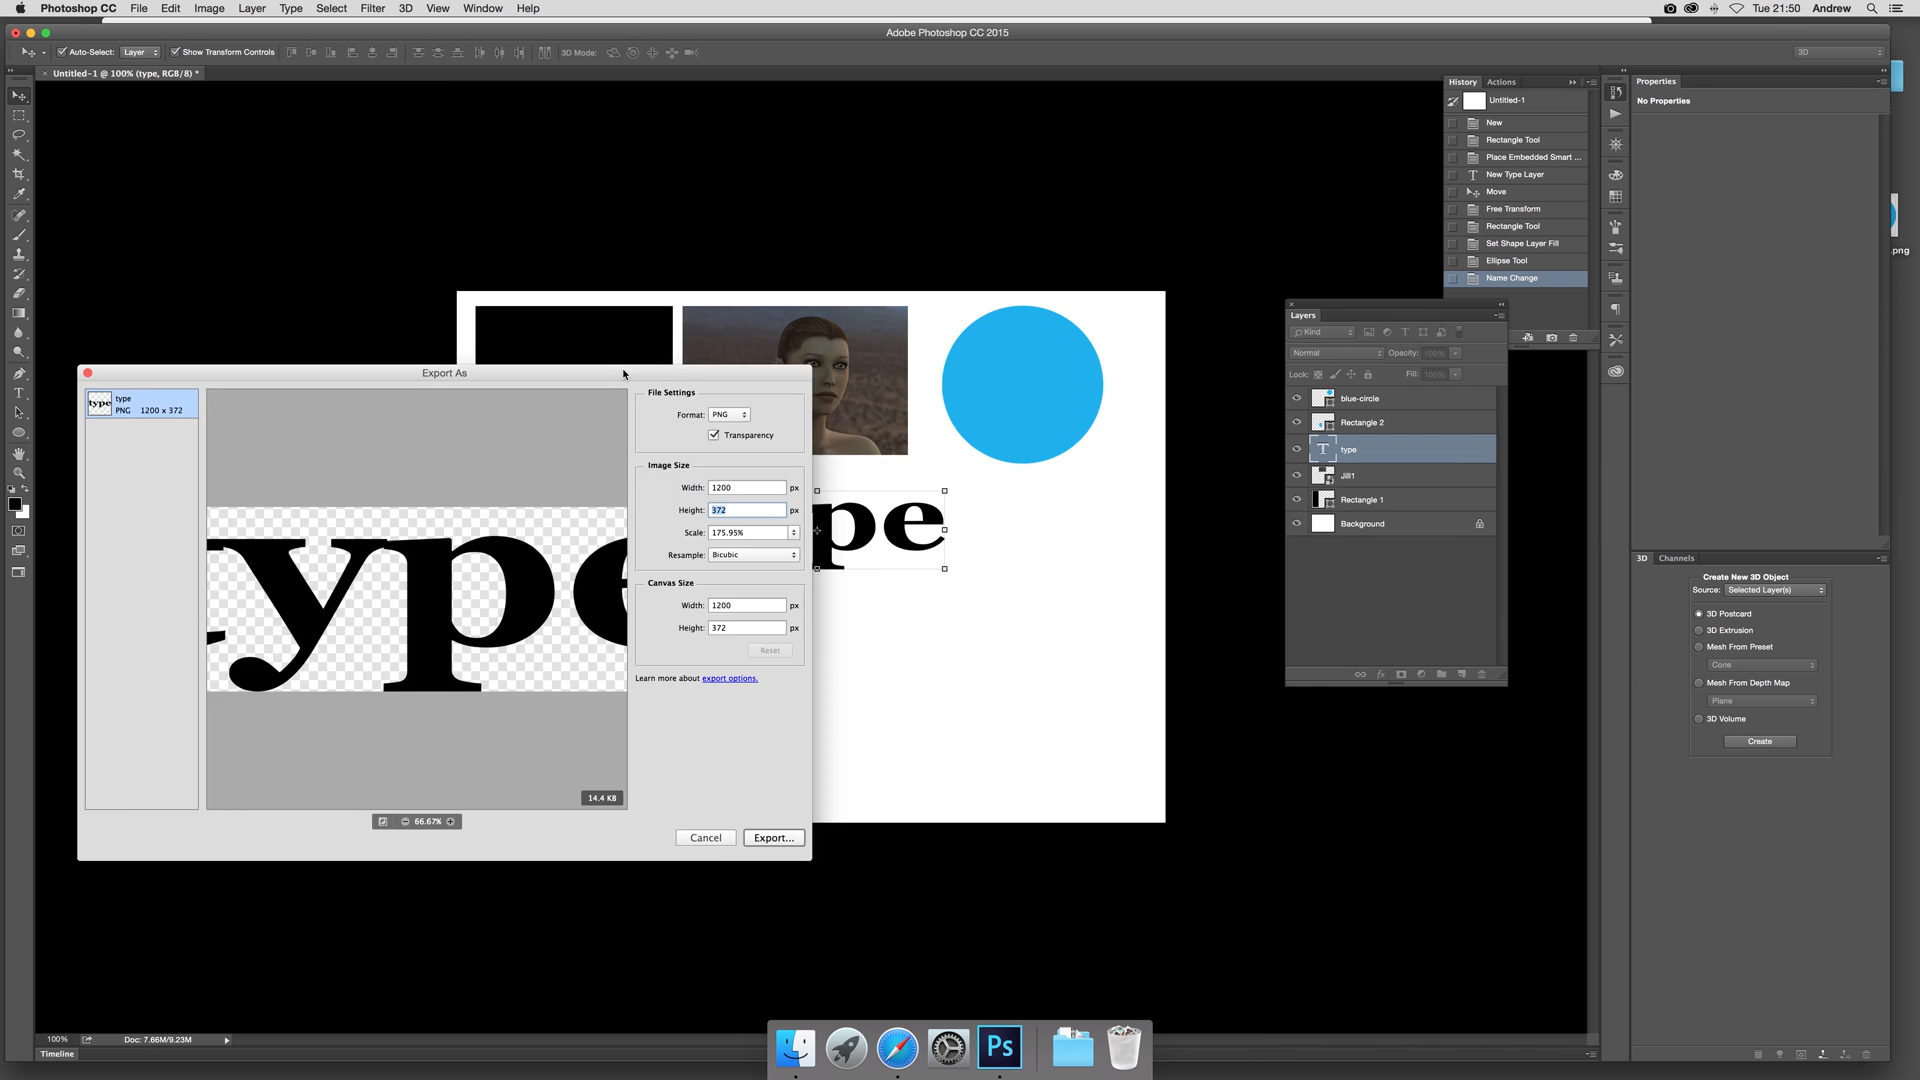 Photoshop CC File Edit Image Layer Type Select Filter 3D View Window Help Tue 21:50 Andrew
Adobe Photoshop CC 2015
Auto-Select: Layer Show Transform Controls 3D Mode: 3D
Untitled-1 @ 100% (type, RGB/8) *
History Actions
Untitled-1
New
Rectangle Tool
Place Embedded Smart ...
New Type Layer
Move
Free Transform
Rectangle Tool
Set Shape Layer Fill
Ellipse Tool
Name Change
Properties
No Properties
.png
Layers
Kind
Normal Opacity: 100%
Lock: Fill: 100%
blue-circle
Rectangle 2
type
Jill1
Rectangle 1
Background
Export As
type
PNG 1200 x 372
type
type
File Settings
Format: PNG
Transparency
Image Size
Width: 1200 px
Height: 372 px
Scale: 175.95%
Resample: Bicubic
Canvas Size
Width: 1200 px
Height: 372 px
Reset
Learn more about export options.
14.4 KB
66.67%
Cancel Export...
pe
3D Channels
Create New 3D Object
Source: Selected Layer(s)
3D Postcard
3D Extrusion
Mesh From Preset
Cone
Mesh From Depth Map
Plane
3D Volume
Create
100% Doc: 7.66M/9.23M
Timeline
Ps